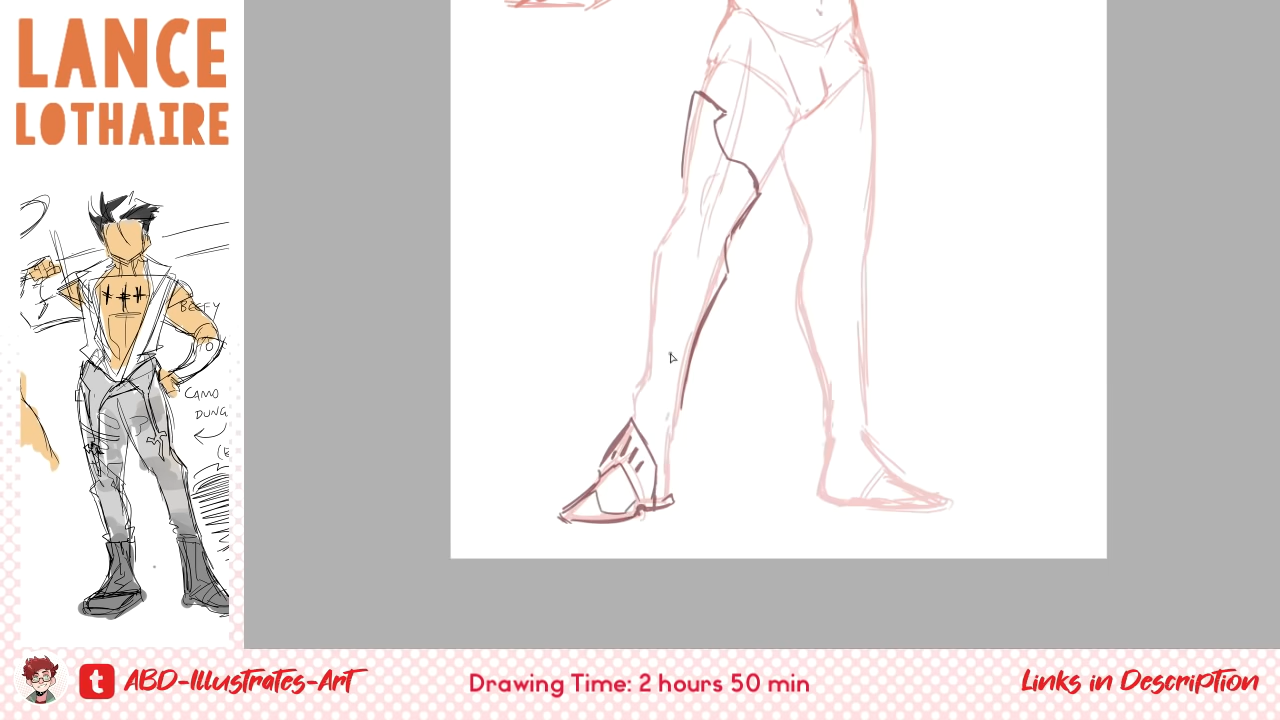 LANCE
LOTHAIRE
BEEFY
CAMO
DUNG
t ABD-Illustrates-Art
Drawing Time: 2 hours 50 min
Links in Description